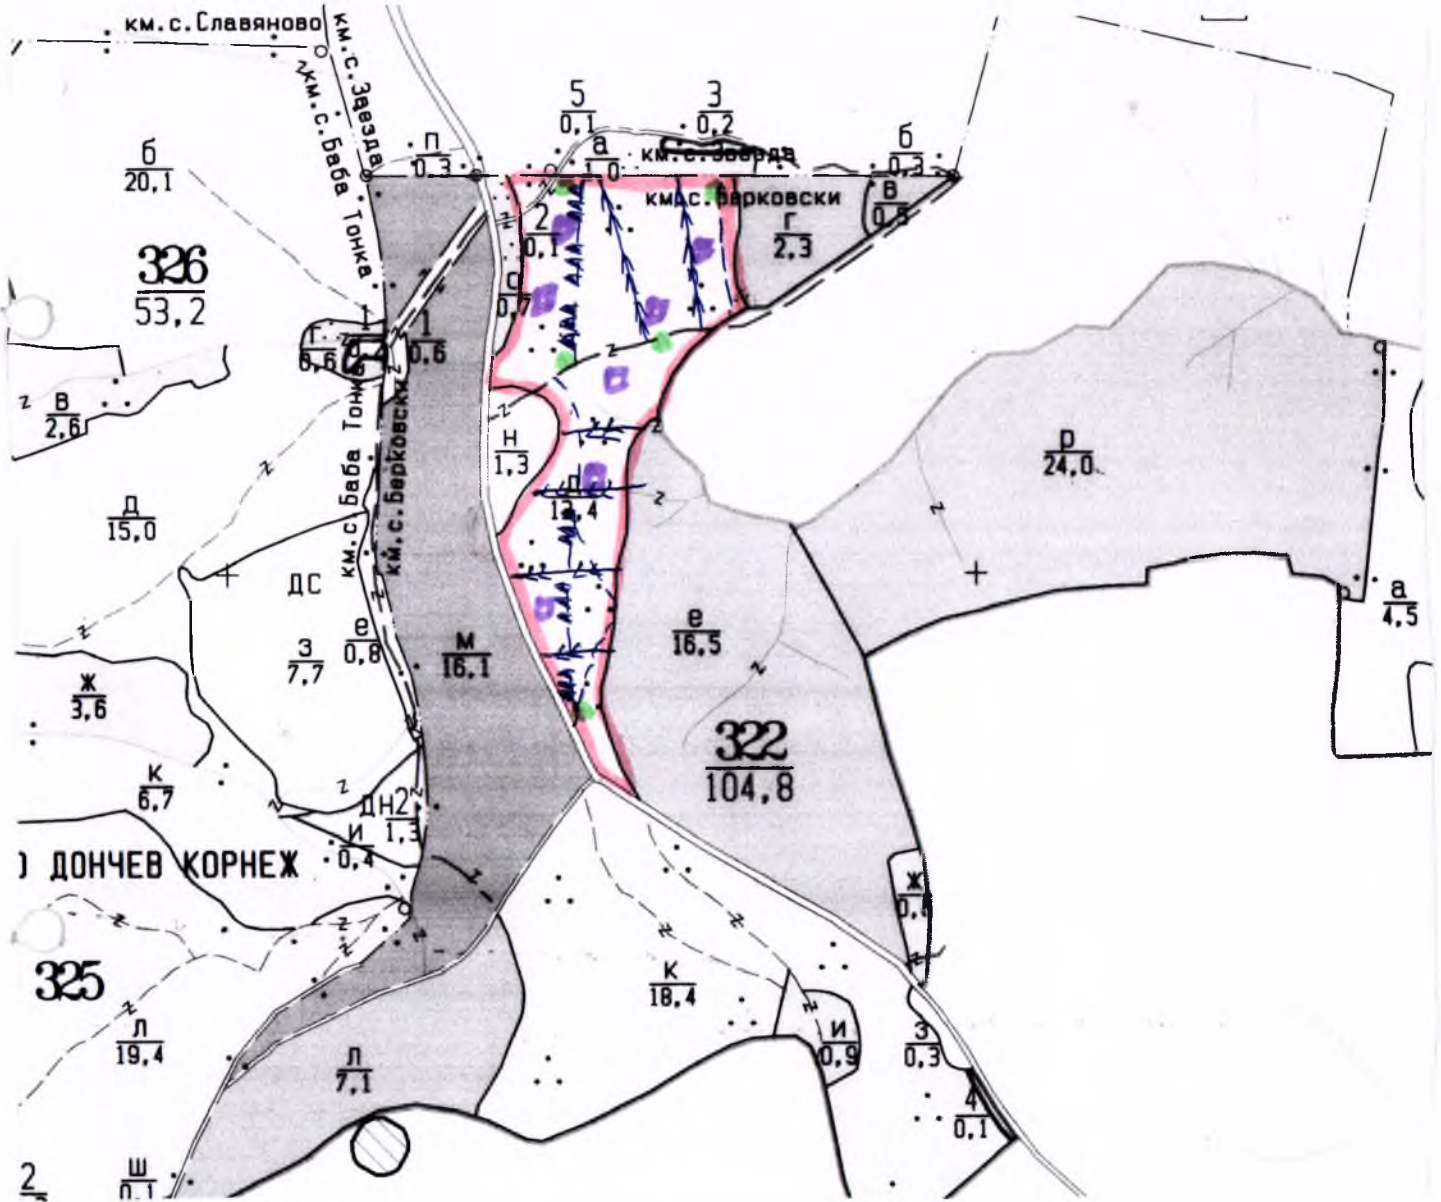 км.с.Славяново
км.с.Звезда
км.с.Баба Тонка
5
0,1
3
0,2
а
1,0
км.с.Звезда
б
0,3
п
0,3
б
20,1
км.с.Берковски
2
0,1
г
2,3
в
0,5
326
53,2
с
0,7
1
1
0,6
г
0,6
в
2,6
км.с.Баба Тонка
км.с.Берковски
н
1,3
р
24,0
д
13,4
д
15,0
ДС
з
7,7
е
0,8
м
16,1
е
16,5
а
4,5
ж
3,6
322
104,8
к
6,7
ДН2
1,3
и
0,4
ДОНЧЕВ КОРНЕЖ
ж
325
к
18,4
л
19,4
и
0,9
з
0,3
л
7,1
4
0,1
2
ш
0,1